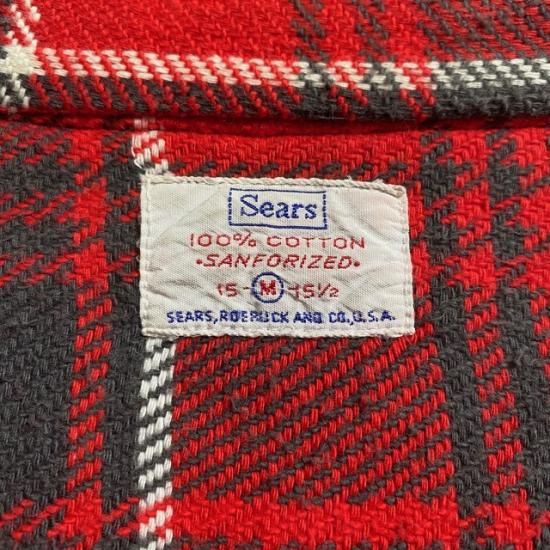 Sears
100% COTTON
•SANFORIZED•
15-M-15½
SEARS, ROEBUCK AND CO., U.S.A.